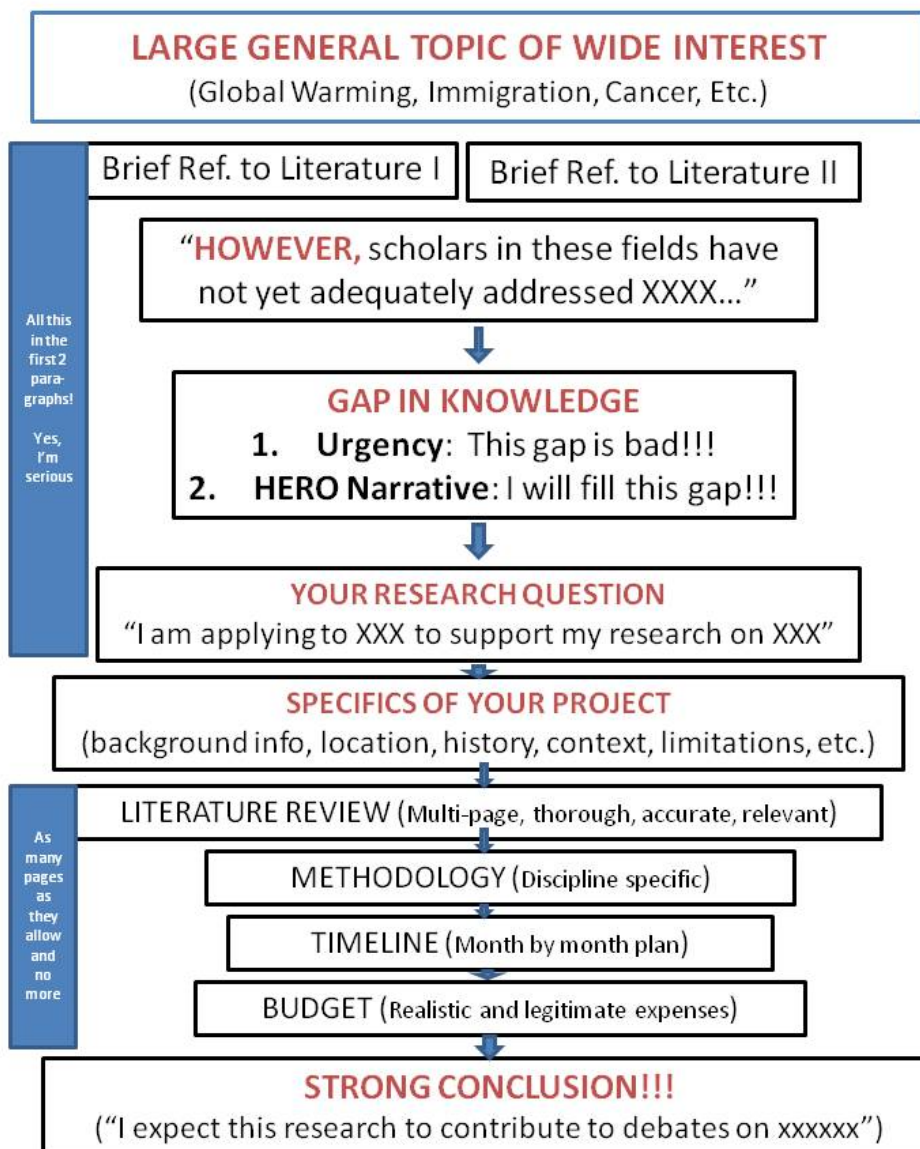 LARGE GENERAL TOPIC OF WIDE INTEREST
(Global Warming, Immigration, Cancer, Etc.)
Brief Ref. to Literature I
Brief Ref. to Literature II
“HOWEVER, scholars in these fields have
not yet adequately addressed XXXX...”
All this
in the
first 2
para-
graphs!
Yes,
I’m
serious
GAP IN KNOWLEDGE
1. Urgency: This gap is bad!!!
2. HERO Narrative: I will fill this gap!!!
YOUR RESEARCH QUESTION
“I am applying to XXX to support my research on XXX”
SPECIFICS OF YOUR PROJECT
(background info, location, history, context, limitations, etc.)
As
many
pages
as
they
allow
and
no
more
LITERATURE REVIEW (Multi-page, thorough, accurate, relevant)
METHODOLOGY (Discipline specific)
TIMELINE (Month by month plan)
BUDGET (Realistic and legitimate expenses)
STRONG CONCLUSION!!!
(“I expect this research to contribute to debates on xxxxxx”)